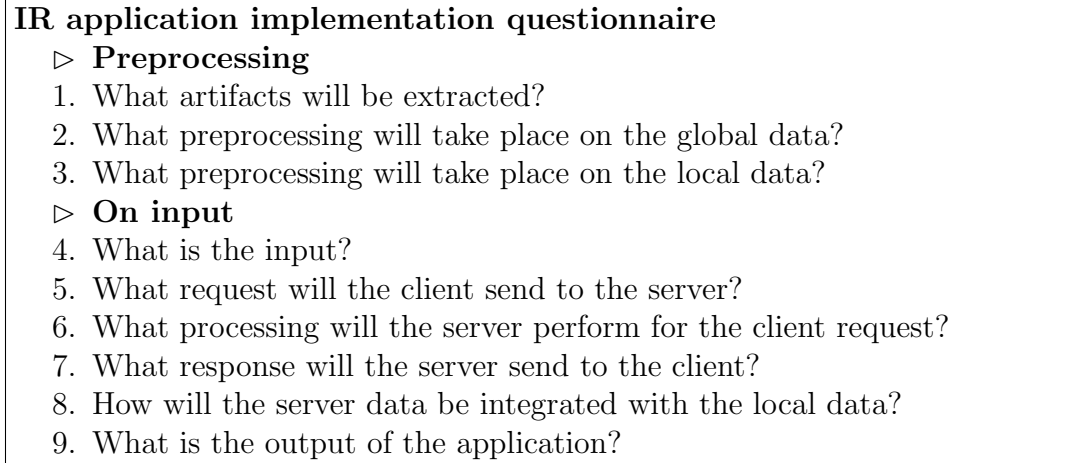 IR application implementation questionnaire
▷ Preprocessing
1. What artifacts will be extracted?
2. What preprocessing will take place on the global data?
3. What preprocessing will take place on the local data?
▷ On input
4. What is the input?
5. What request will the client send to the server?
6. What processing will the server perform for the client request?
7. What response will the server send to the client?
8. How will the server data be integrated with the local data?
9. What is the output of the application?